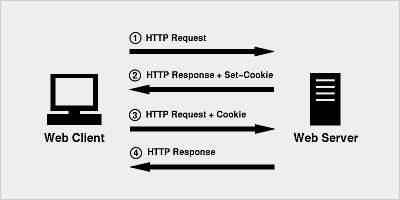 ① HTTP Request
② HTTP Response + Set-Cookie
③ HTTP Request + Cookie
④ HTTP Response
Web Client
Web Server